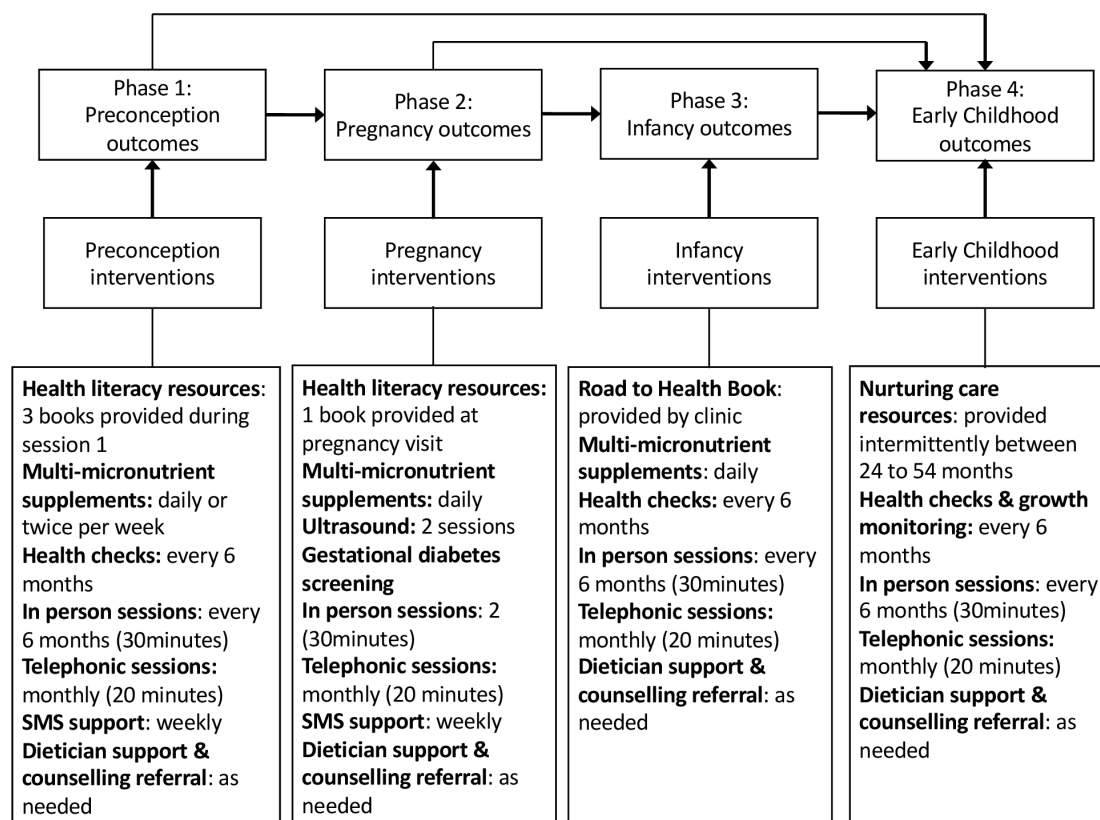 Phase 1:
Preconception
outcomes
Phase 2:
Pregnancy outcomes
Phase 3:
Infancy outcomes
Phase 4:
Early Childhood
outcomes
Preconception
interventions
Pregnancy
interventions
Infancy
interventions
Early Childhood
interventions
Health literacy resources:
3 books provided during
session 1
Multi-micronutrient
supplements: daily or
twice per week
Health checks: every 6
months
In person sessions: every
6 months (30minutes)
Telephonic sessions:
monthly (20 minutes)
SMS support: weekly
Dietician support &
counselling referral: as
needed
Health literacy resources:
1 book provided at
pregnancy visit
Multi-micronutrient
supplements: daily
Ultrasound: 2 sessions
Gestational diabetes
screening
In person sessions: 2
(30minutes)
Telephonic sessions:
monthly (20 minutes)
SMS support: weekly
Dietician support &
counselling referral: as
needed
Road to Health Book:
provided by clinic
Multi-micronutrient
supplements: daily
Health checks: every 6
months
In person sessions: every
6 months (30minutes)
Telephonic sessions:
monthly (20 minutes)
Dietician support &
counselling referral: as
needed
Nurturing care
resources: provided
intermittently between
24 to 54 months
Health checks & growth
monitoring: every 6
months
In person sessions: every
6 months (30minutes)
Telephonic sessions:
monthly (20 minutes)
Dietician support &
counselling referral: as
needed